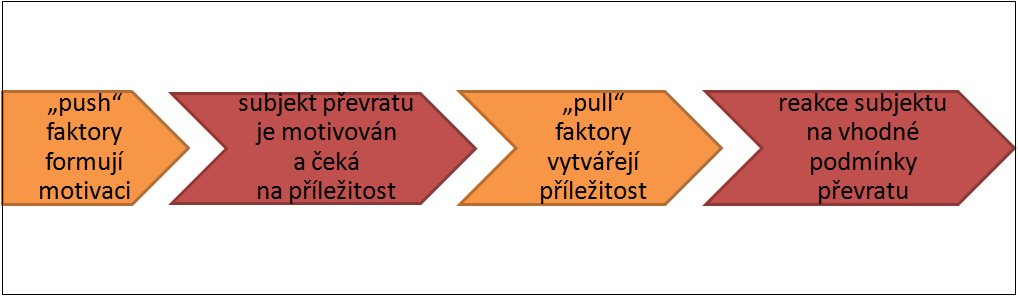 „push“
faktory
formují
motivaci
subjekt převratu
je motivován
a čeká
na příležitost
„pull“
faktory
vytvářejí
příležitost
reakce subjektu
na vhodné
podmínky
převratu